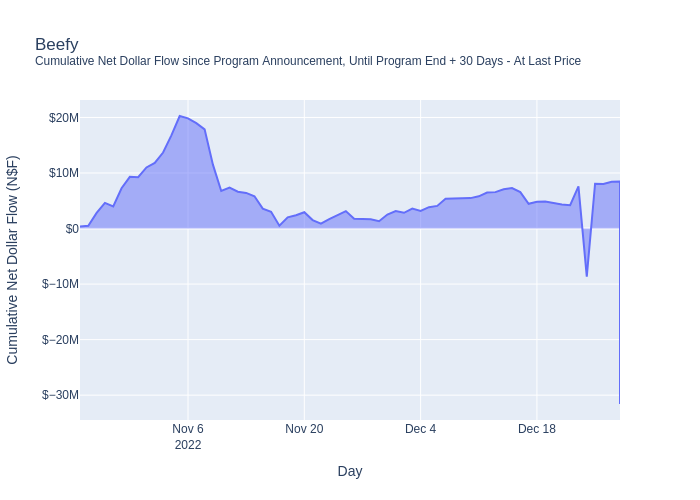 Beefy
Cumulative Net Dollar Flow since Program Announcement, Until Program End + 30 Days - At Last Price
Cumulative Net Dollar Flow (N$F)
$20M
$10M
$0
$−10M
$−20M
$−30M
Nov 6
2022
Nov 20
Dec 4
Dec 18
Day